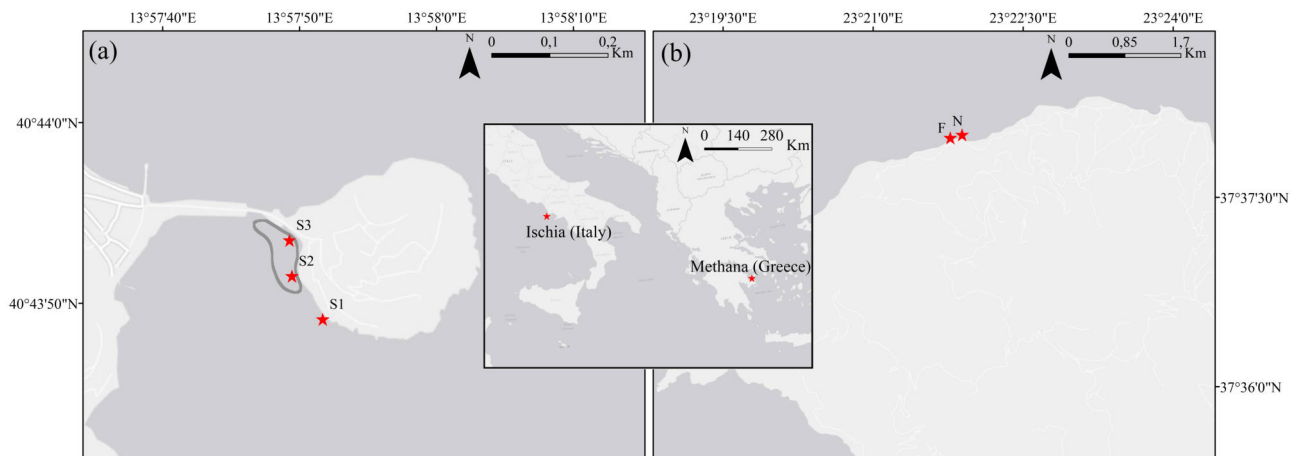 13°57'40"E 13°57'50"E 13°58'0"E 13°58'10"E
23°19'30"E 23°21'0"E 23°22'30"E 23°24'0"E
(a)
N
0 0,1 0,2
Km
40°44'0"N
40°43'50"N
S3
S2
S1
N
0 140 280
Km
Ischia (Italy)
Methana (Greece)
(b)
N
0 0,85 1,7
Km
F N
37°37'30"N
37°36'0"N